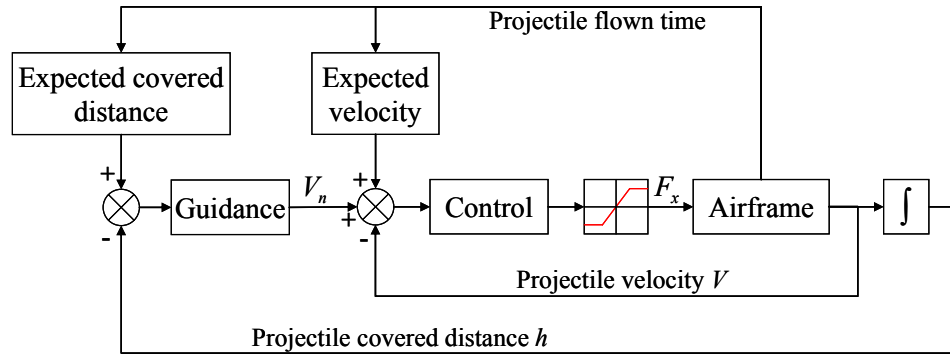 Projectile flown time
Expected covered
distance
Expected
velocity
+
+
Guidance
V_n
+
Control
F_x
Airframe
∫
-
-
Projectile velocity V
Projectile covered distance h